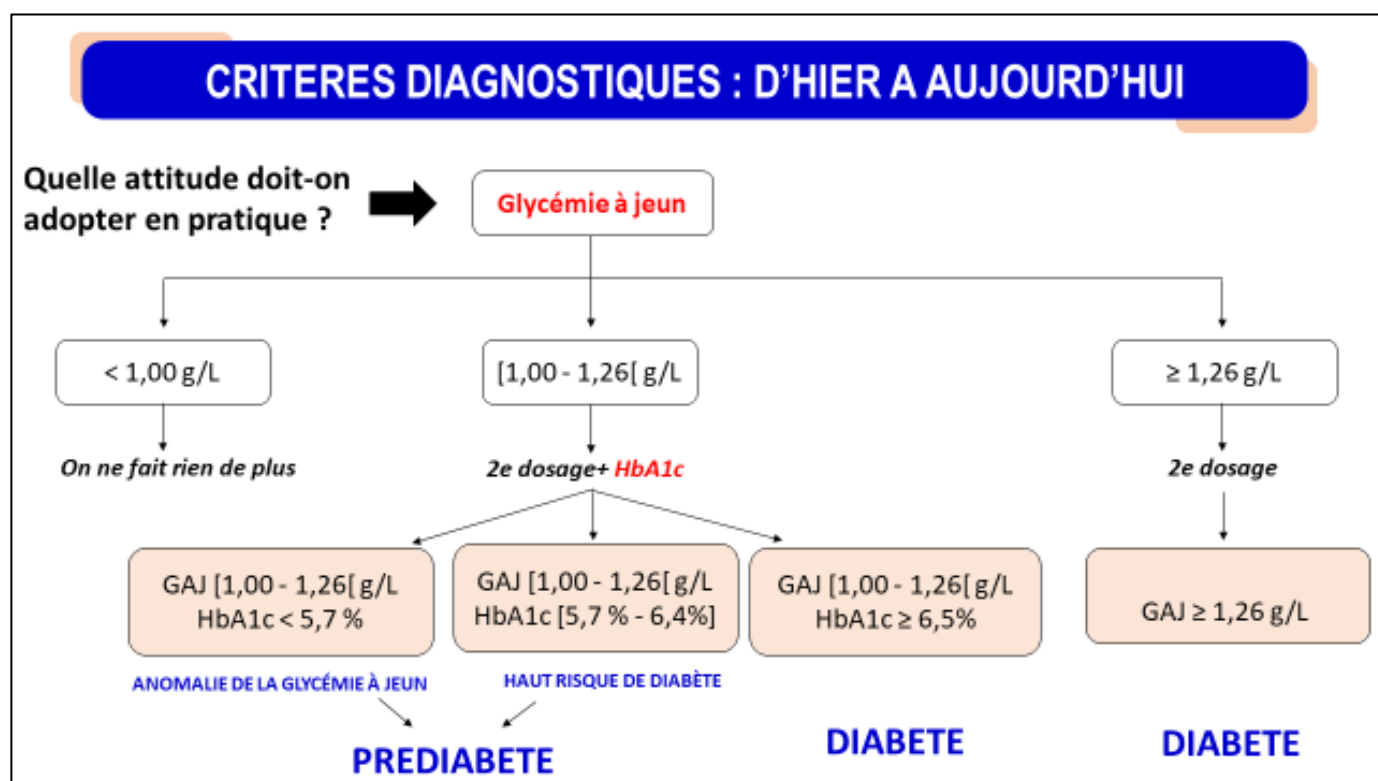 CRITERES DIAGNOSTIQUES : D'HIER A AUJOURD'HUI
Quelle attitude doit-on
adopter en pratique ?
Glycémie à jeun
< 1,00 g/L
[1,00 - 1,26[ g/L
≥ 1,26 g/L
On ne fait rien de plus
2e dosage+ HbA1c
2e dosage
GAJ [1,00 - 1,26[ g/L
HbA1c < 5,7 %
GAJ [1,00 - 1,26[ g/L
HbA1c [5,7 % - 6,4%]
GAJ [1,00 - 1,26[ g/L
HbA1c ≥ 6,5%
GAJ ≥ 1,26 g/L
ANOMALIE DE LA GLYCÉMIE À JEUN
HAUT RISQUE DE DIABÈTE
PREDIABETE
DIABETE
DIABETE